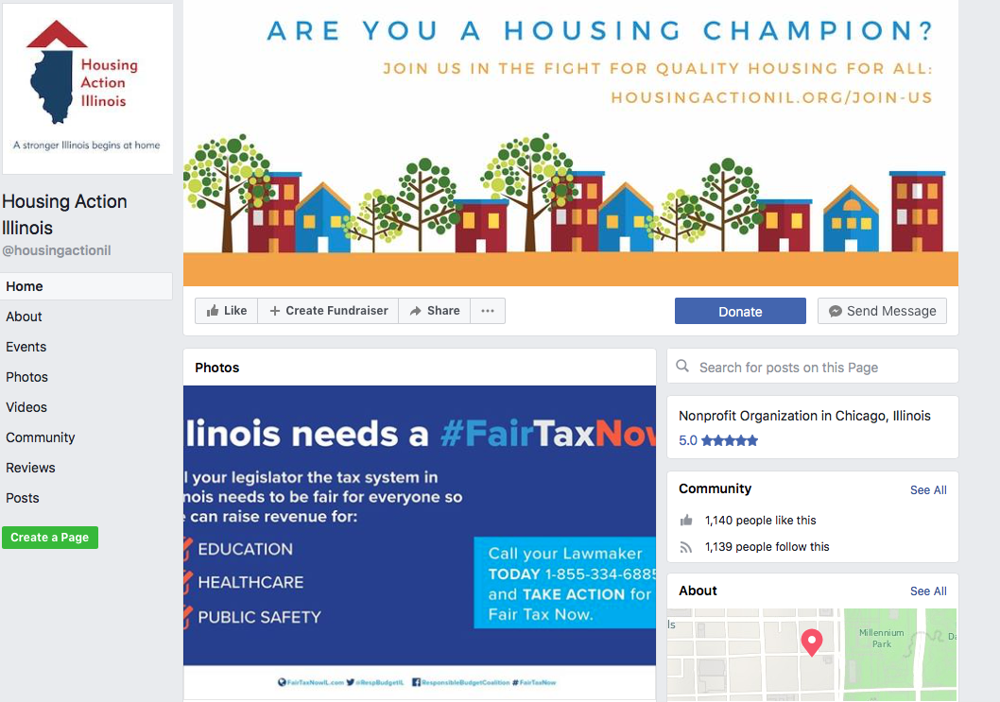 Housing
Action
Illinois
A stronger Illinois begins at home
Housing Action
Illinois
@housingactionil
Home
About
Events
Photos
Videos
Community
Reviews
Posts
Create a Page
ARE YOU A HOUSING CHAMPION?
JOIN US IN THE FIGHT FOR QUALITY HOUSING FOR ALL:
HOUSINGACTIONIL.ORG/JOIN-US
Like
+ Create Fundraiser
Share
···
Donate
Send Message
Photos
llinois needs a #FairTaxNow
l your legislator the tax system in
nois needs to be fair for everyone so
can raise revenue for:
EDUCATION
HEALTHCARE
PUBLIC SAFETY
Call your Lawmaker
TODAY 1-855-334-6885
and TAKE ACTION for
Fair Tax Now.
FairTaxNowIL.com @RespBudgetIL ResponsibleBudgetCoalition #FairTaxNow
Search for posts on this Page
Nonprofit Organization in Chicago, Illinois
5.0 ★★★★★
Community
See All
1,140 people like this
1,139 people follow this
About
See All
ls
Millennium
Park
Da